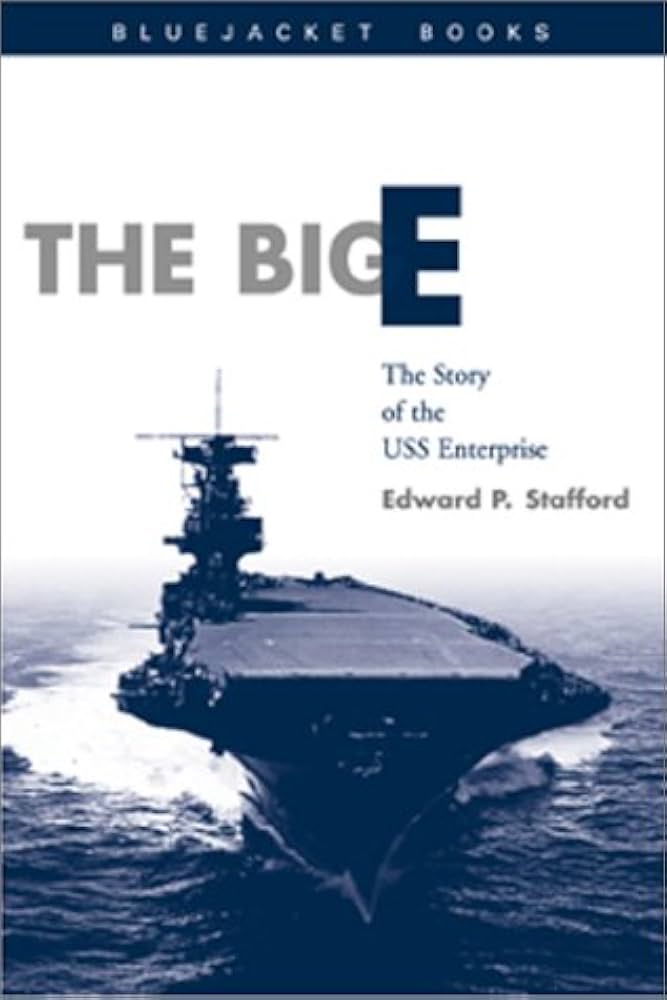 BLUEJACKET BOOKS
THE BIG E
The Story
of the
USS Enterprise
Edward P. Stafford